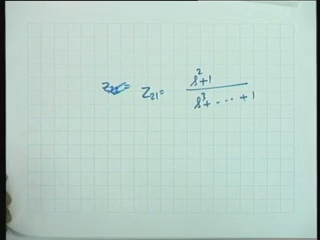 Z21 = s²+1 / s³+ ... +1